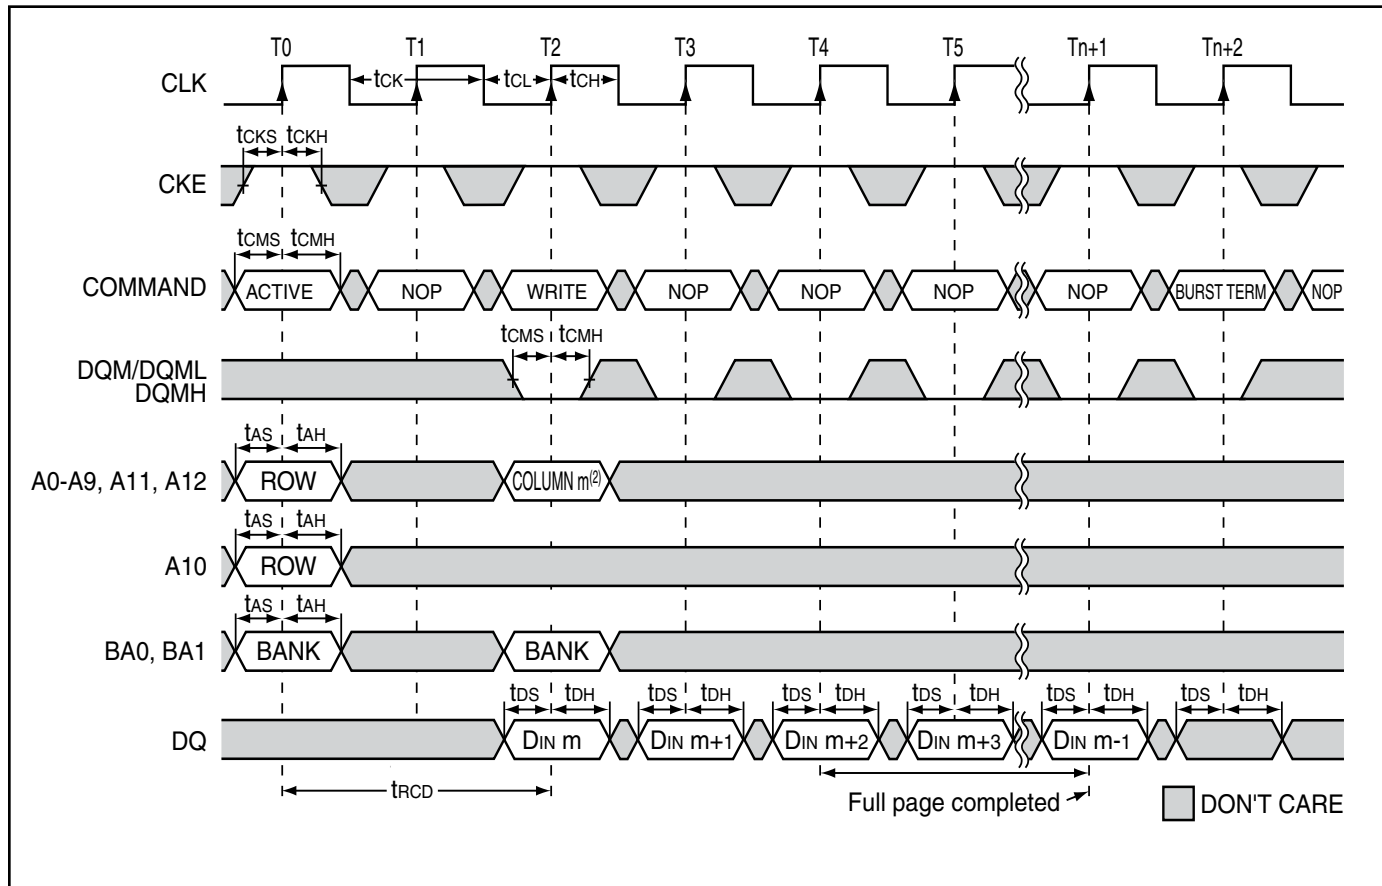 T0 T1 T2 T3 T4 T5 Tn+1 Tn+2
CLK tCK tCL tCH
tCKS tCKH
CKE
tCMS tCMH
COMMAND ACTIVE NOP WRITE NOP NOP NOP NOP BURST TERM NOP
tCMS tCMH
DQM/DQML
DQMH
tAS tAH
A0-A9, A11, A12 ROW COLUMN m(2)
tAS tAH
A10 ROW
tAS tAH
BA0, BA1 BANK BANK
tDS tDH tDS tDH tDS tDH tDS tDH tDS tDH tDS tDH
DQ DIN m DIN m+1 DIN m+2 DIN m+3 DIN m-1
tRCD
Full page completed
DON'T CARE